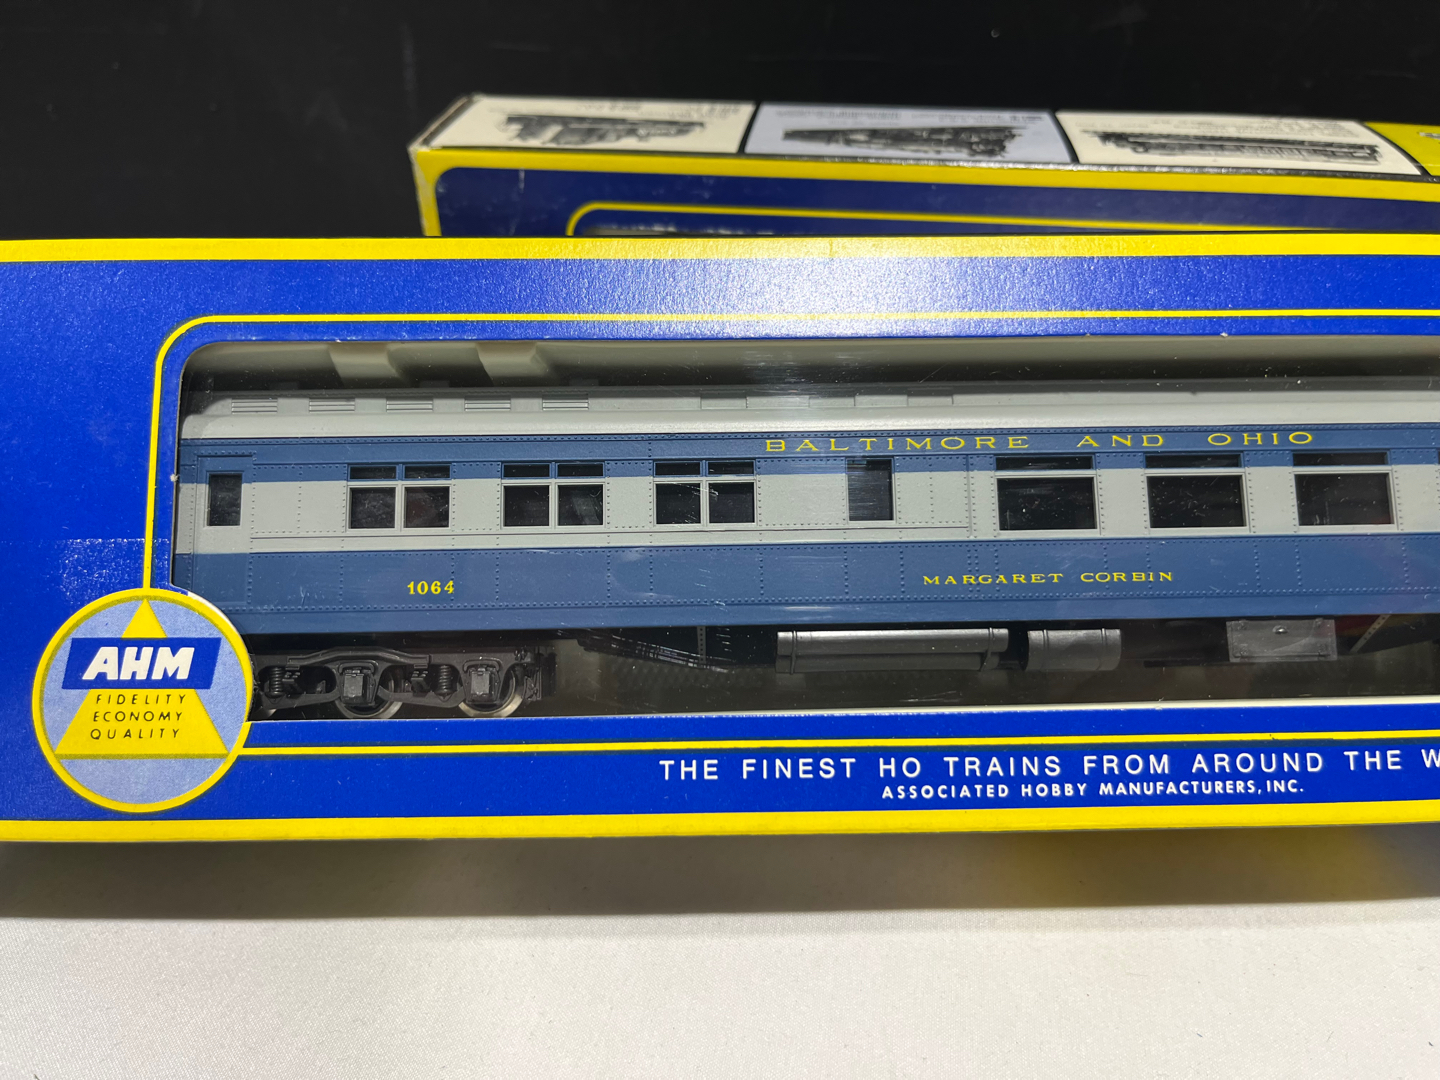 BALTIMORE AND OHIO
1064
MARGARET CORBIN
AHM
FIDELITY
ECONOMY
QUALITY
THE FINEST HO TRAINS FROM AROUND THE
ASSOCIATED HOBBY MANUFACTURERS, INC.